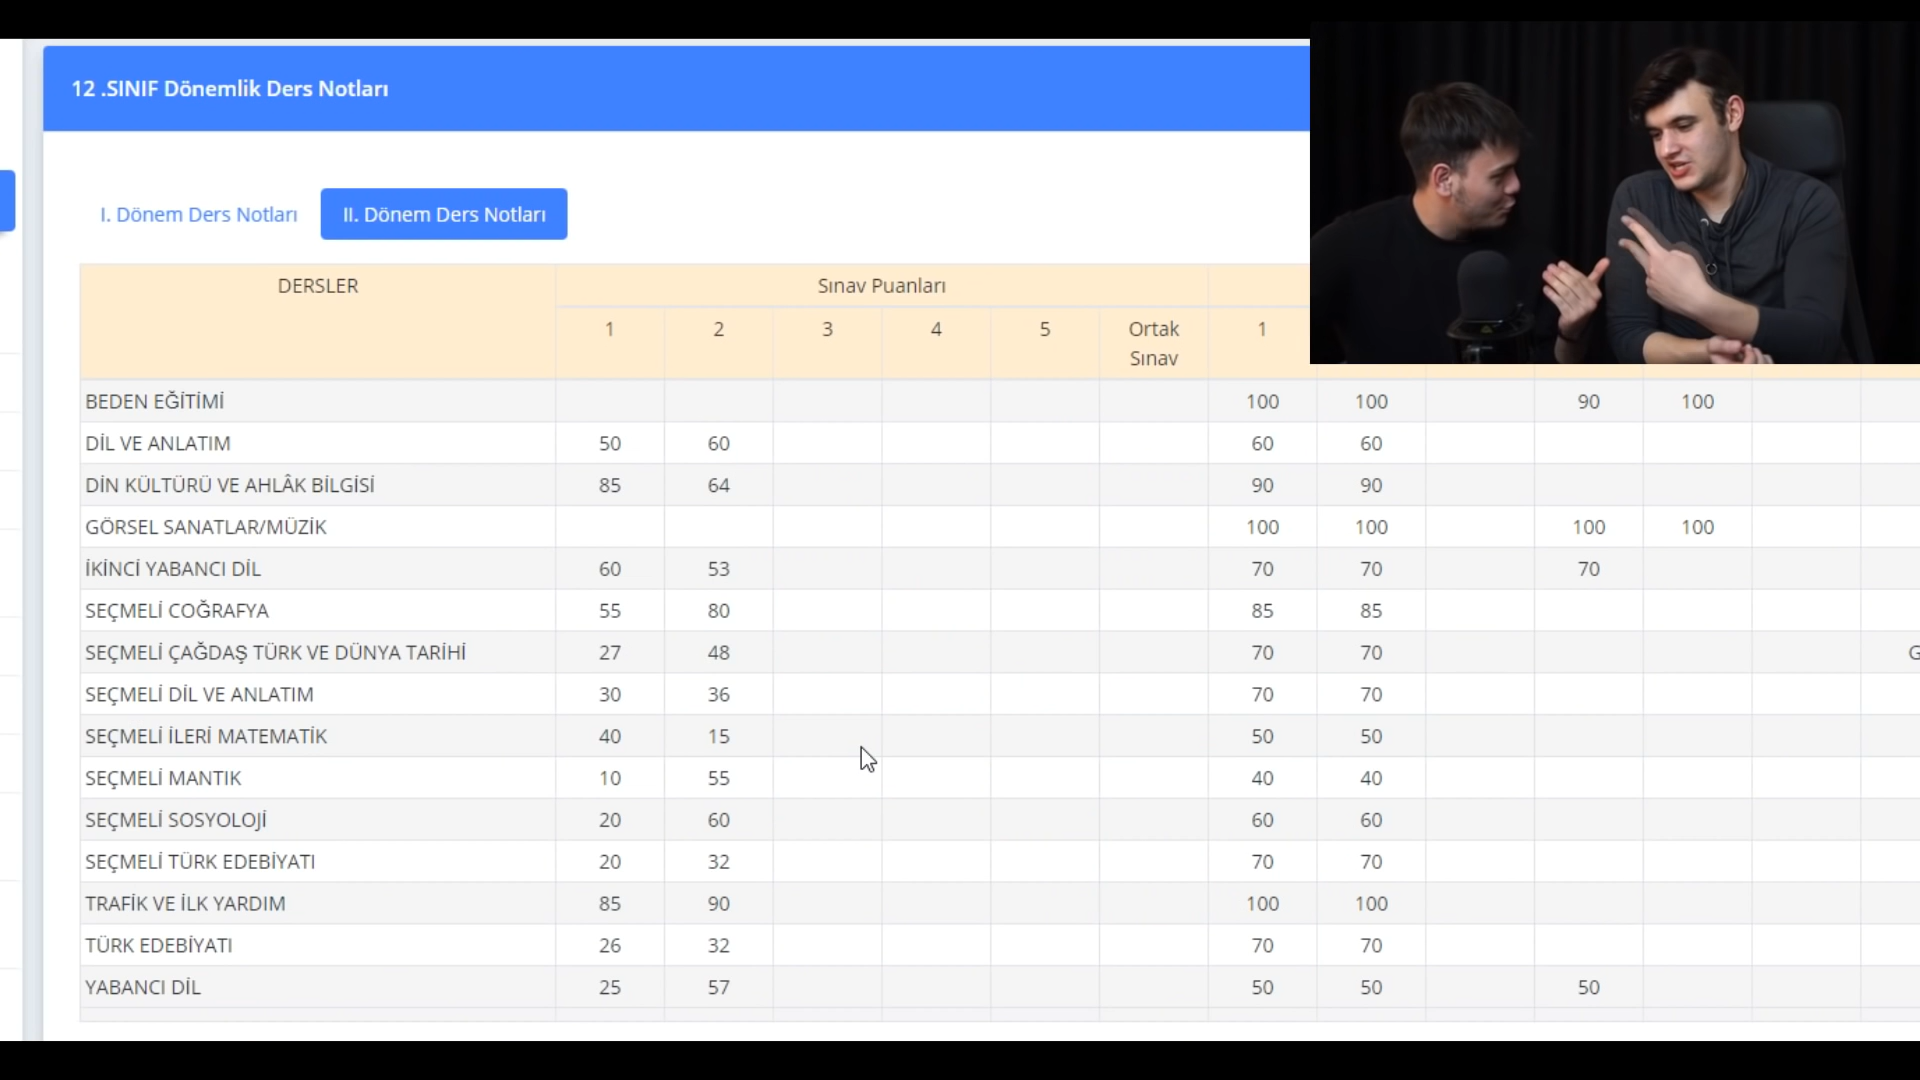 12 .SINIF Dönemlik Ders Notları
I. Dönem Ders Notları II. Dönem Ders Notları
DERSLER Sınav Puanları
1 2 3 4 5 Ortak Sınav 1
BEDEN EĞİTİMİ 100 100 90 100
DİL VE ANLATIM 50 60 60 60
DİN KÜLTÜRÜ VE AHLÂK BİLGİSİ 85 64 90 90
GÖRSEL SANATLAR/MÜZİK 100 100 100 100
İKİNCİ YABANCI DİL 60 53 70 70 70
SEÇMELİ COĞRAFYA 55 80 85 85
SEÇMELİ ÇAĞDAŞ TÜRK VE DÜNYA TARİHİ 27 48 70 70 G
SEÇMELİ DİL VE ANLATIM 30 36 70 70
SEÇMELİ İLERİ MATEMATİK 40 15 50 50
SEÇMELİ MANTIK 10 55 40 40
SEÇMELİ SOSYOLOJİ 20 60 60 60
SEÇMELİ TÜRK EDEBİYATI 20 32 70 70
TRAFİK VE İLK YARDIM 85 90 100 100
TÜRK EDEBİYATI 26 32 70 70
YABANCI DİL 25 57 50 50 50